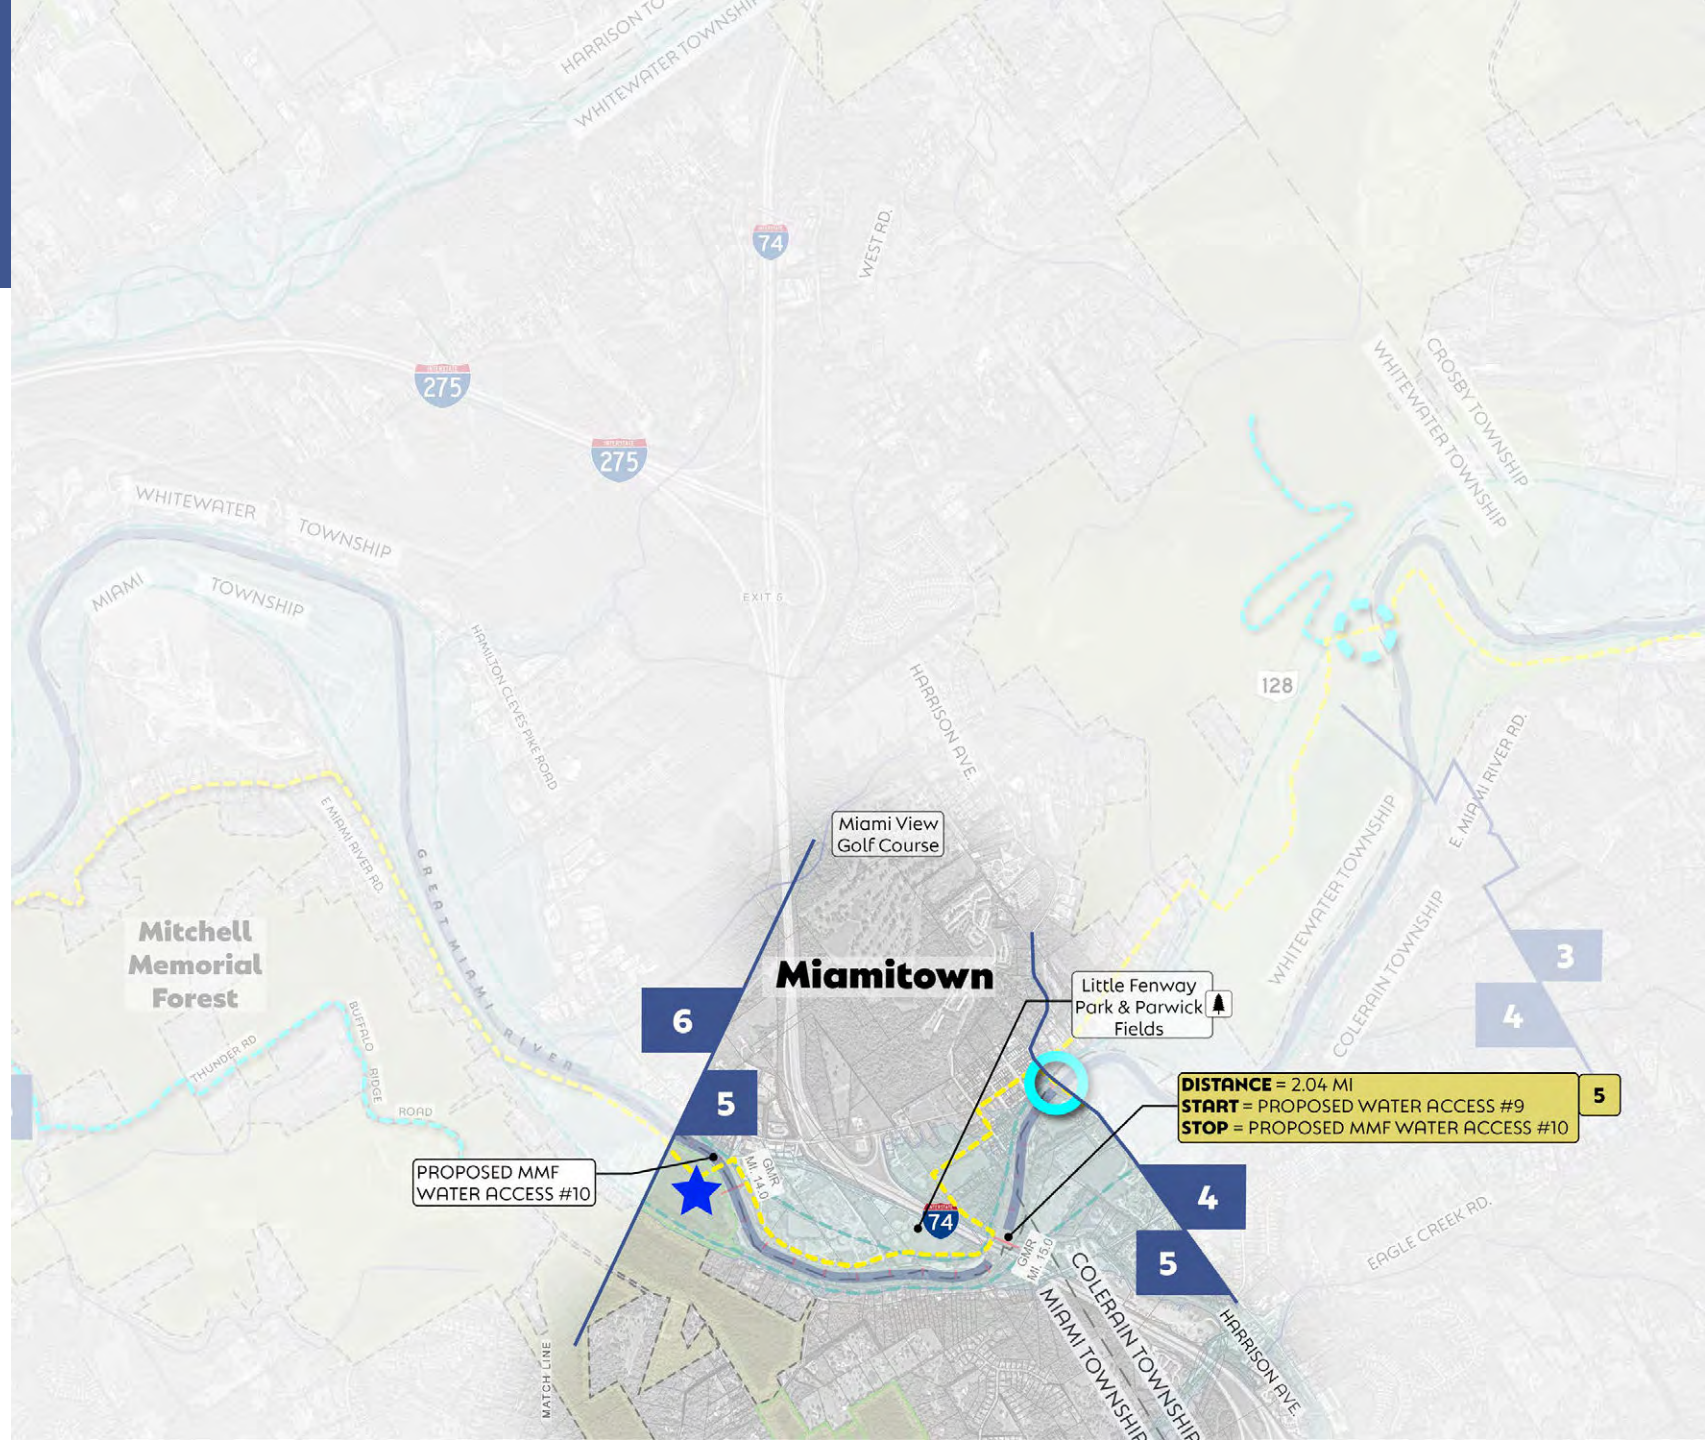 HARRISON TO
WHITEWATER TOWNSHIP
INTERSTATE
74
WEST RD.
INTERSTATE
275
INTERSTATE
275
CROSBY TOWNSHIP
WHITEWATER TOWNSHIP
WHITEWATER TOWNSHIP
MIAMI TOWNSHIP
EXIT 5
HAMILTON CLEVES PIKE ROAD
HARRISON AVE.
128
E. MIAMI RIVER RD.
E MIAMI RIVER RD.
GREAT MIAMI RIVER
Miami View
Golf Course
WHITEWATER TOWNSHIP
COLERAIN TOWNSHIP
Mitchell
Memorial
Forest
3
4
Miamitown
Little Fenway
Park & Parwick
Fields
6
5
THUNDER RD
BUFFALO
RIDGE
ROAD
DISTANCE = 2.04 MI
START = PROPOSED WATER ACCESS #9
STOP = PROPOSED MMF WATER ACCESS #10
5
PROPOSED MMF
WATER ACCESS #10
GMR
MI. 14.0
74
GMR
MI. 15.0
4
5
EAGLE CREEK RD.
COLERAIN TOWNSHIP
MIAMI TOWNSHIP
HARRISON AVE.
MATCH LINE